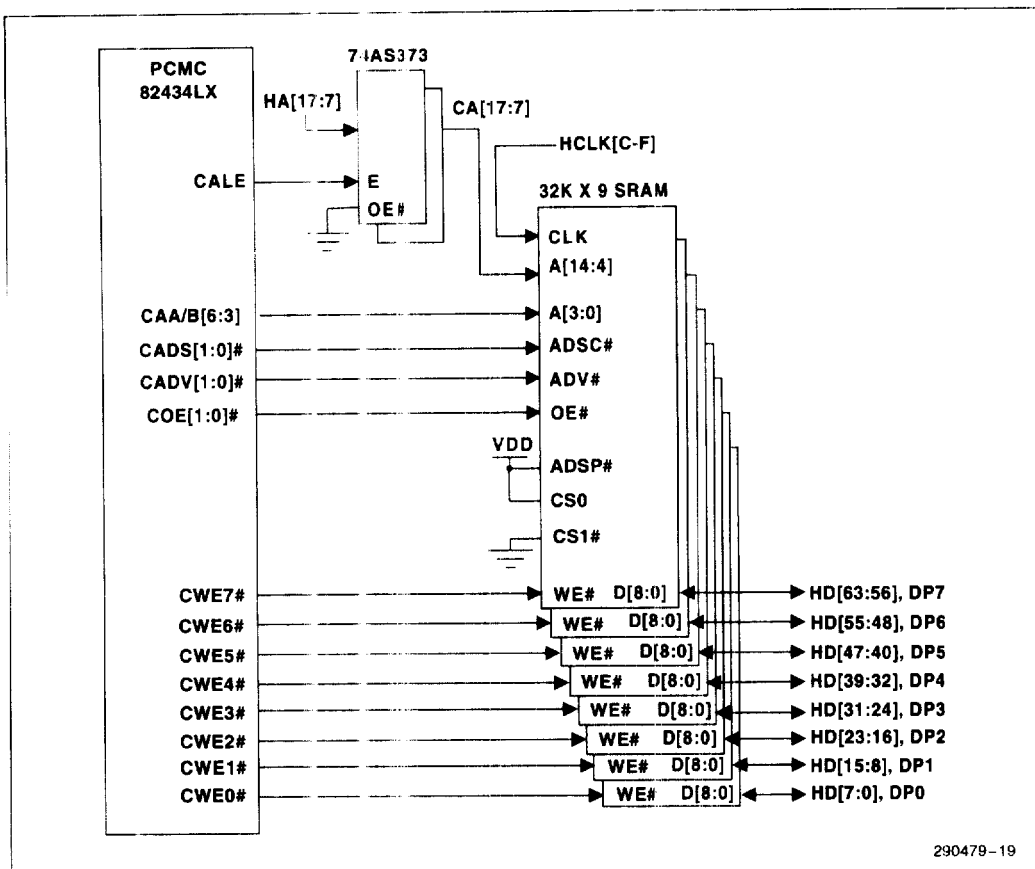 74AS373
PCMC
82434LX
HA[17:7]
CA[17:7]
HCLK[C-F]
CALE
E
OE#
32K X 9 SRAM
CLK
A[14:4]
CAA/B[6:3]
A[3:0]
CADS[1:0]#
ADSC#
CADV[1:0]#
ADV#
COE[1:0]#
OE#
VDD
ADSP#
CS0
CS1#
CWE7#
WE# D[8:0]
HD[63:56], DP7
CWE6#
WE# D[8:0]
HD[55:48], DP6
CWE5#
WE# D[8:0]
HD[47:40], DP5
CWE4#
WE# D[8:0]
HD[39:32], DP4
CWE3#
WE# D[8:0]
HD[31:24], DP3
CWE2#
WE# D[8:0]
HD[23:16], DP2
CWE1#
WE# D[8:0]
HD[15:8], DP1
CWE0#
WE# D[8:0]
HD[7:0], DP0
290479-19